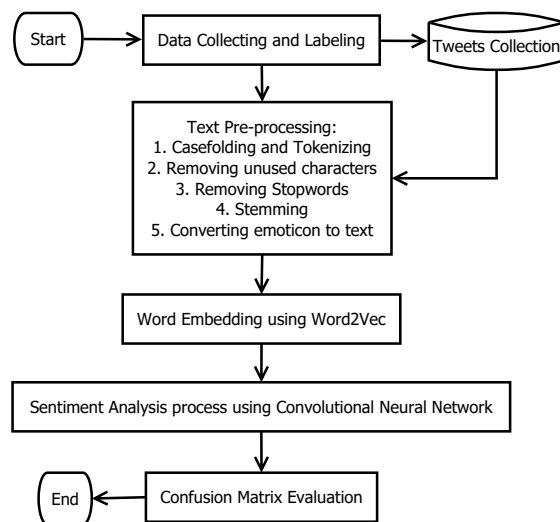 Start
Data Collecting and Labeling
Tweets Collection
Text Pre-processing:
1. Casefolding and Tokenizing
2. Removing unused characters
3. Removing Stopwords
4. Stemming
5. Converting emoticon to text
Word Embedding using Word2Vec
Sentiment Analysis process using Convolutional Neural Network
End
Confusion Matrix Evaluation